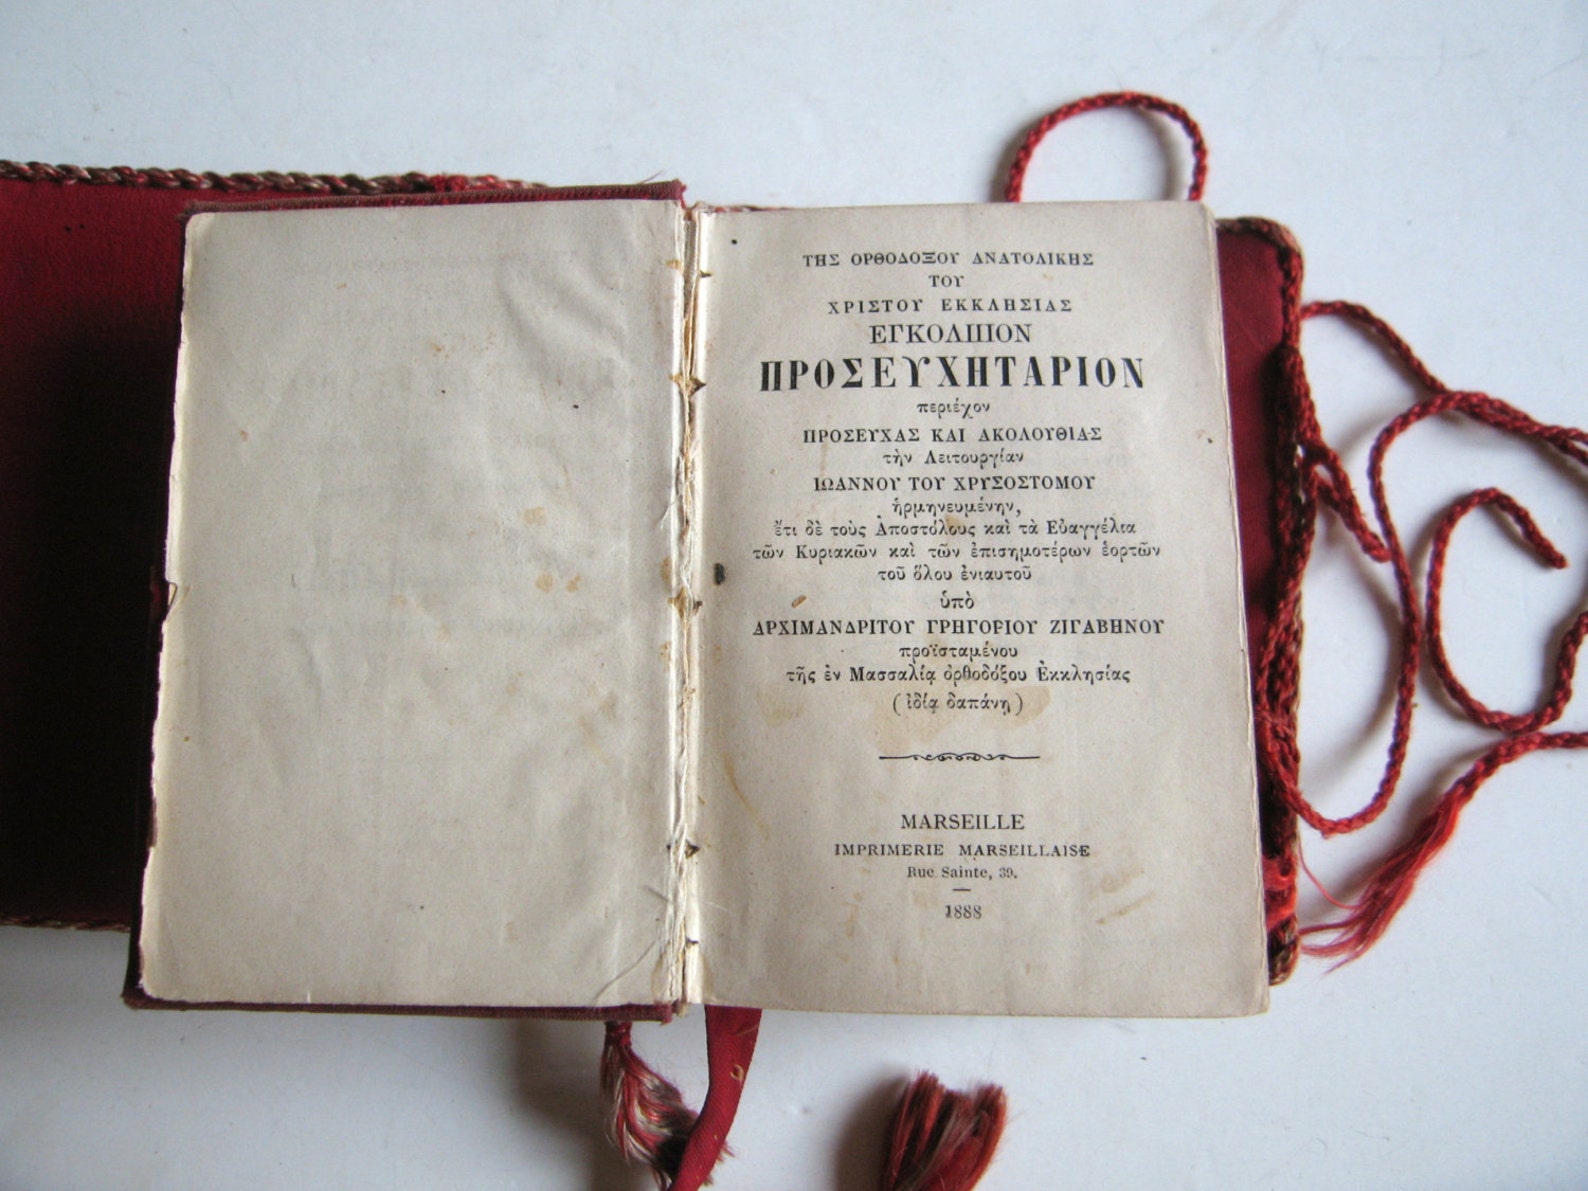 ΤΗΣ ΟΡΘΟΔΟΞΟΥ ΑΝΑΤΟΛΙΚΗΣ
ΤΟΥ
ΧΡΙΣΤΟΥ ΕΚΚΛΗΣΙΑΣ
ΕΓΚΟΛΠΙΟΝ
ΠΡΟΣΕΥΧΗΤΑΡΙΟΝ
περιέχον
ΠΡΟΣΕΥΧΑΣ ΚΑΙ ΑΚΟΛΟΥΘΙΑΣ
τὴν Λειτουργίαν
ΙΩΑΝΝΟΥ ΤΟΥ ΧΡΥΣΟΣΤΟΜΟΥ
ἡρμηνευμένην,
ἔτι δὲ τοὺς Ἀποστόλους καὶ τὰ Εὐαγγέλια
τῶν Κυριακῶν καὶ τῶν ἐπισημοτέρων ἑορτῶν
τοῦ ὅλου ἐνιαυτοῦ
ὑπὸ
ΑΡΧΙΜΑΝΔΡΙΤΟΥ ΓΡΗΓΟΡΙΟΥ ΖΙΓΑΒΗΝΟΥ
προϊσταμένου
τῆς ἐν Μασσαλίᾳ ὀρθοδόξου Ἐκκλησίας
(ἰδίᾳ δαπάνῃ)
MARSEILLE
IMPRIMERIE MARSEILLAISE
Rue Sainte, 39.
1888